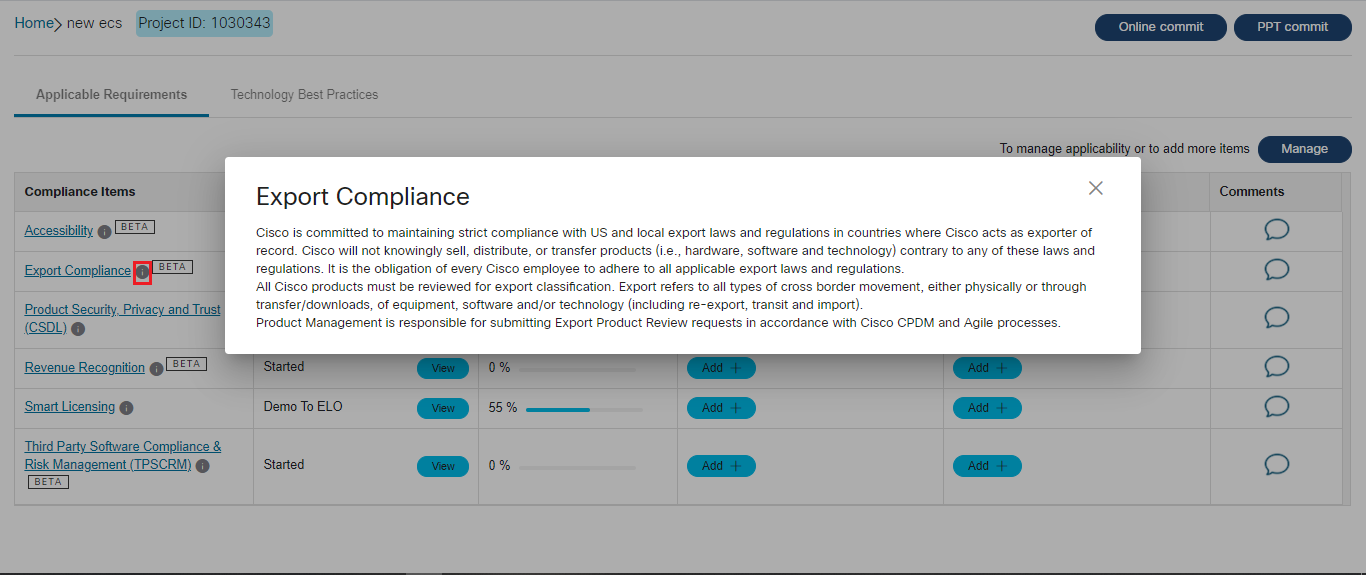 Home
new ecs
Project ID: 1030343
Online commit
PPT commit
Applicable Requirements
Technology Best Practices
To manage applicability or to add more items
Manage
Compliance Items
Comments
Accessibility
BETA
Export Compliance
BETA
Product Security, Privacy and Trust
(CSDL)
Export Compliance
Cisco is committed to maintaining strict compliance with US and local export laws and regulations in countries where Cisco acts as exporter of
record. Cisco will not knowingly sell, distribute, or transfer products (i.e., hardware, software and technology) contrary to any of these laws and
regulations. It is the obligation of every Cisco employee to adhere to all applicable export laws and regulations.
All Cisco products must be reviewed for export classification. Export refers to all types of cross border movement, either physically or through
transfer/downloads, of equipment, software and/or technology (including re-export, transit and import).
Product Management is responsible for submitting Export Product Review requests in accordance with Cisco CPDM and Agile processes.
Revenue Recognition
BETA
Started
View
0 %
Add
Add
Smart Licensing
Demo To ELO
View
55 %
Add
Add
Third Party Software Compliance &
Risk Management (TPSCRM)
BETA
Started
View
0 %
Add
Add